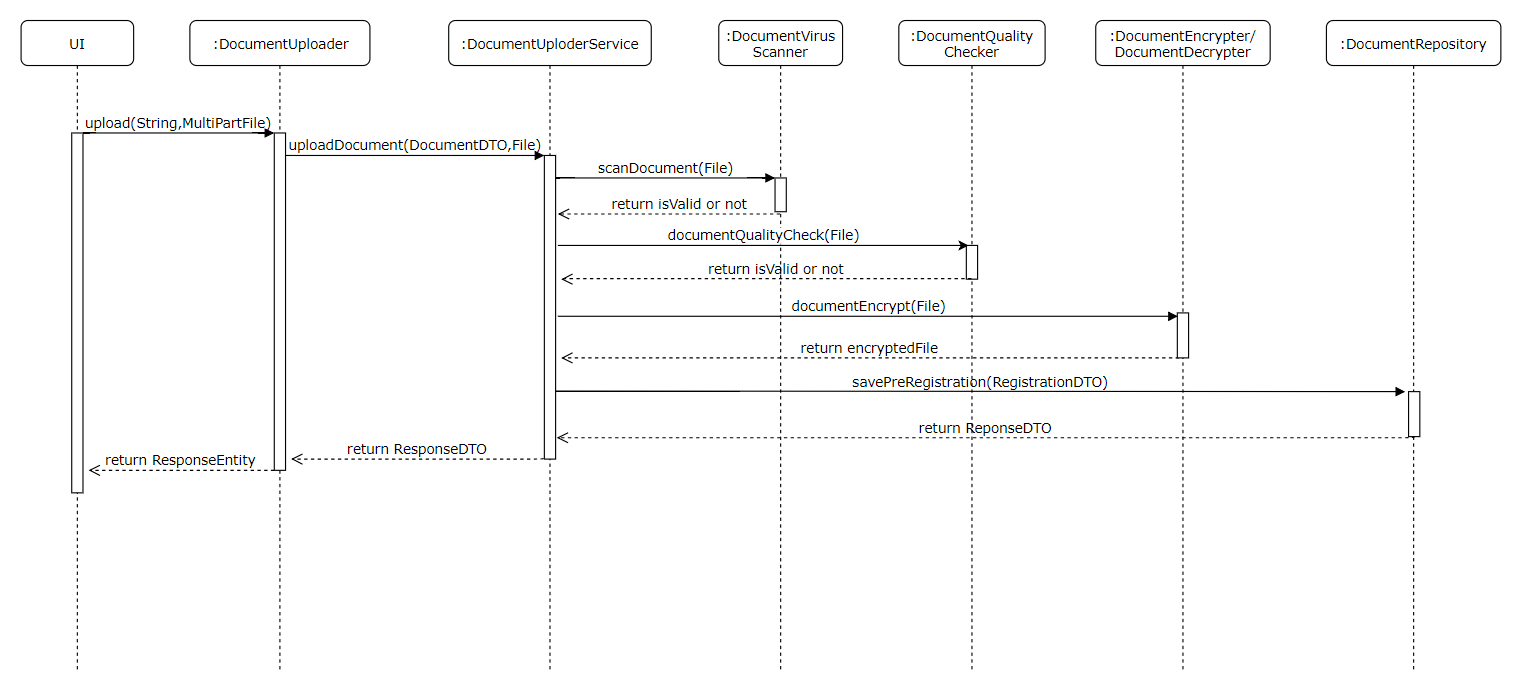 UI
:DocumentUploader
:DocumentUploderService
:DocumentVirus
Scanner
:DocumentQuality
Checker
:DocumentEncrypter/
DocumentDecrypter
:DocumentRepository
upload(String,MultiPartFile)
uploadDocument(DocumentDTO,File)
scanDocument(File)
return isValid or not
documentQualityCheck(File)
return isValid or not
documentEncrypt(File)
return encryptedFile
savePreRegistration(RegistrationDTO)
return ReponseDTO
return ResponseDTO
return ResponseEntity